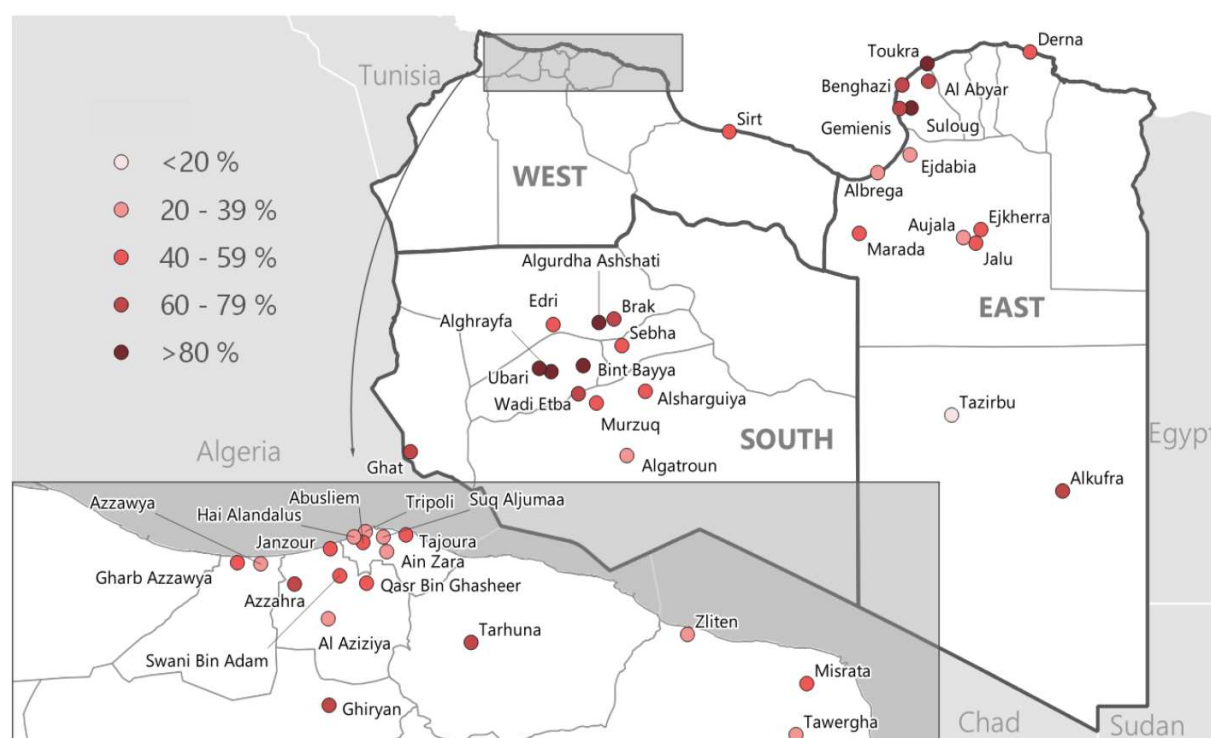 Derna
Toukra
Tunisia
Benghazi
Al Abyar
<20 %
Sirt
Gemienis
Suloug
20 - 39 %
WEST
Ejdabia
Albrega
40 - 59 %
Aujala
Ejkherra
Marada
Jalu
Algurdha Ashshati
60 - 79 %
Edri
Brak
EAST
Alghrayfa
Sebha
>80 %
Ubari
Bint Bayya
Wadi Etba
Alsharguiya
Tazirbu
Murzuq
SOUTH
Egypt
Algeria
Ghat
Algatroun
Alkufra
Azzawya
Abusliem
Tripoli
Suq Aljumaa
Hai Alandalus
Janzour
Tajoura
Ain Zara
Gharb Azzawya
Azzahra
Qasr Bin Ghasheer
Zliten
Al Aziziya
Tarhuna
Swani Bin Adam
Misrata
Ghiryan
Tawergha
Chad
Sudan